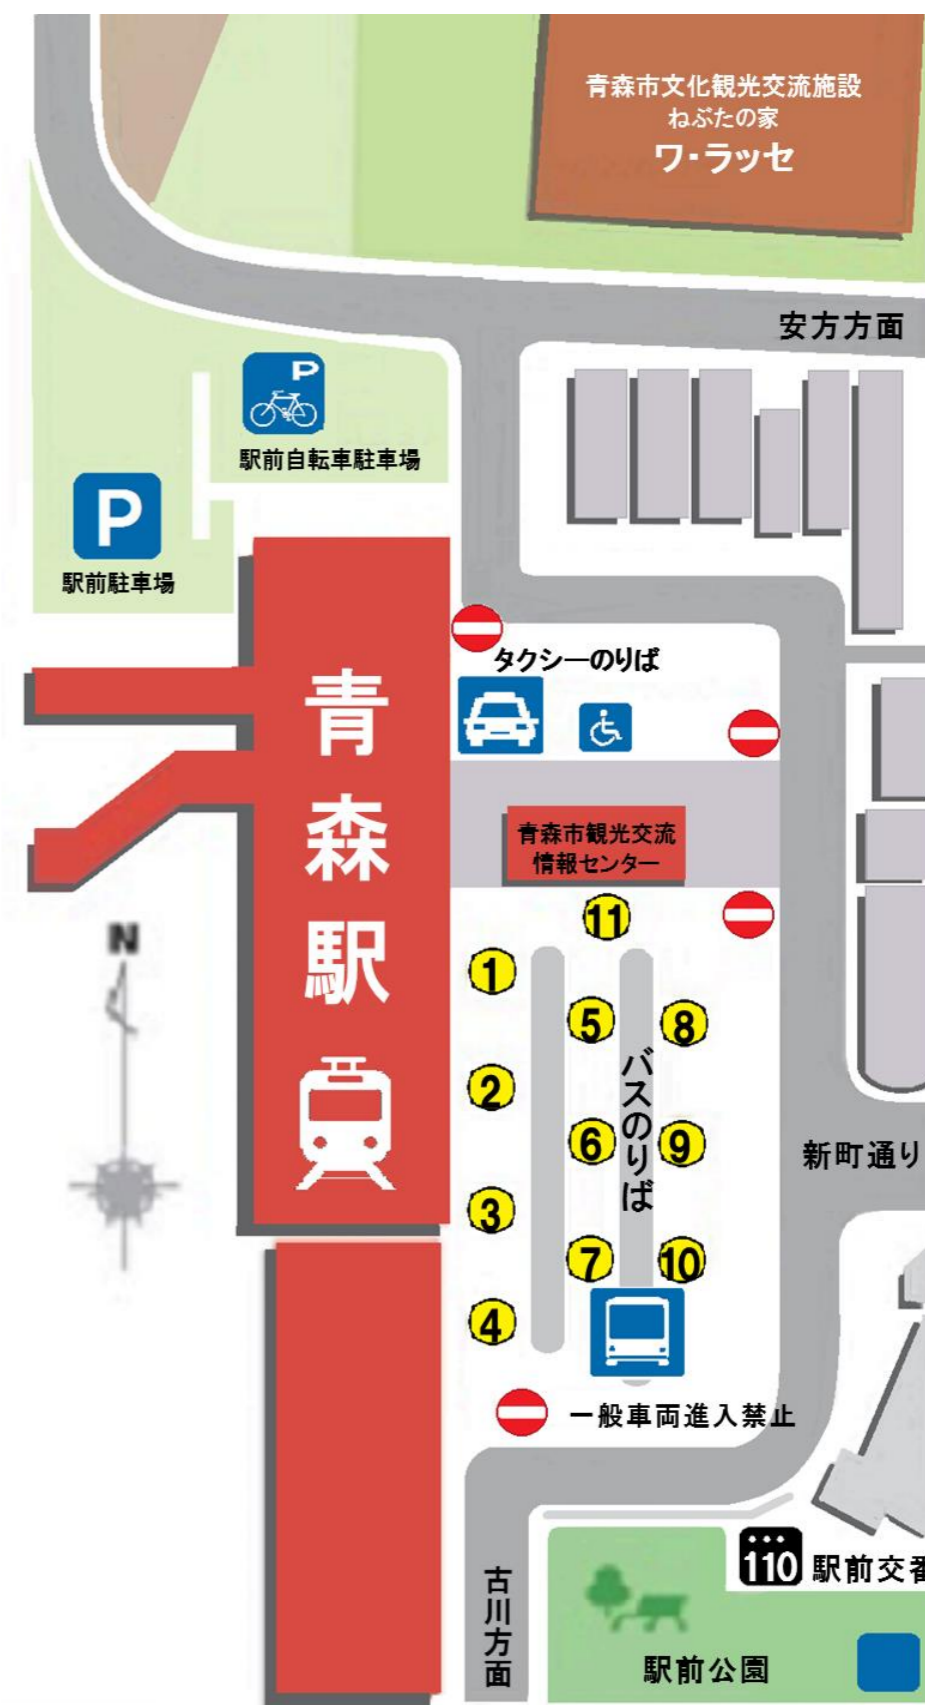 青森市文化観光交流施設
ねぶたの家
ワ・ラッセ
安方方面
P
駅前自転車駐車場
P
駅前駐車場
タクシーのりば
青森駅
青森市観光交流
情報センター
N
11
1
5
8
2
バスのりば
6
9
新町通り
3
7
10
4
一般車両進入禁止
110
駅前交番
古川方面
駅前公園